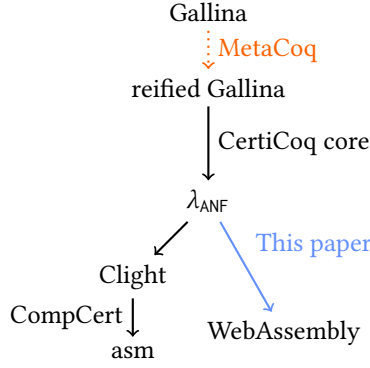 Gallina
MetaCoq
reified Gallina
CertiCoq core
λANF
This paper
Clight
CompCert
WebAssembly
asm